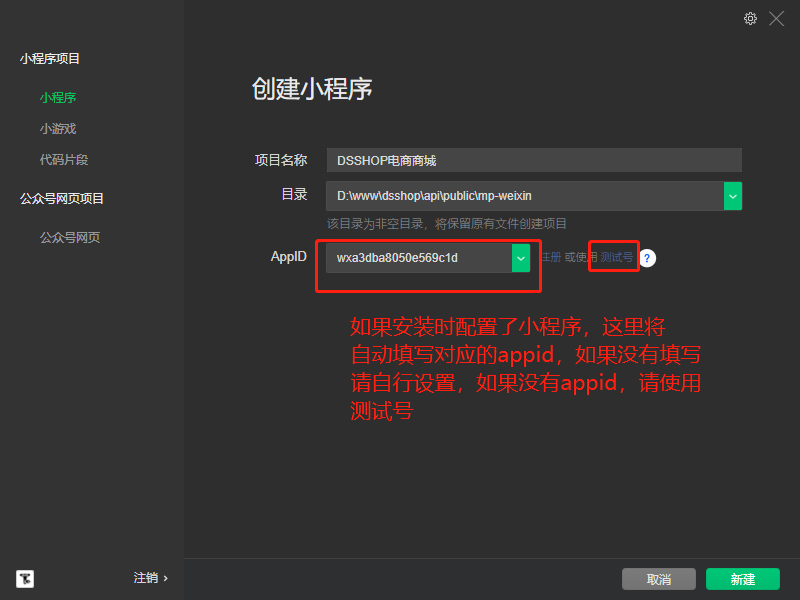 小程序项目
小程序
小游戏
代码片段
公众号网页项目
公众号网页
创建小程序
项目名称 DSSHOP电商商城
目录 D:\www\dsshop\api\public\mp-weixin
该目录为非空目录，将保留原有文件创建项目
AppID wxa3dba8050e569c1d 注册 或使用 测试号 ?
如果安装时配置了小程序，这里将
自动填写对应的appid，如果没有填写
请自行设置，如果没有appid，请使用
测试号
注销 ›
取消 新建